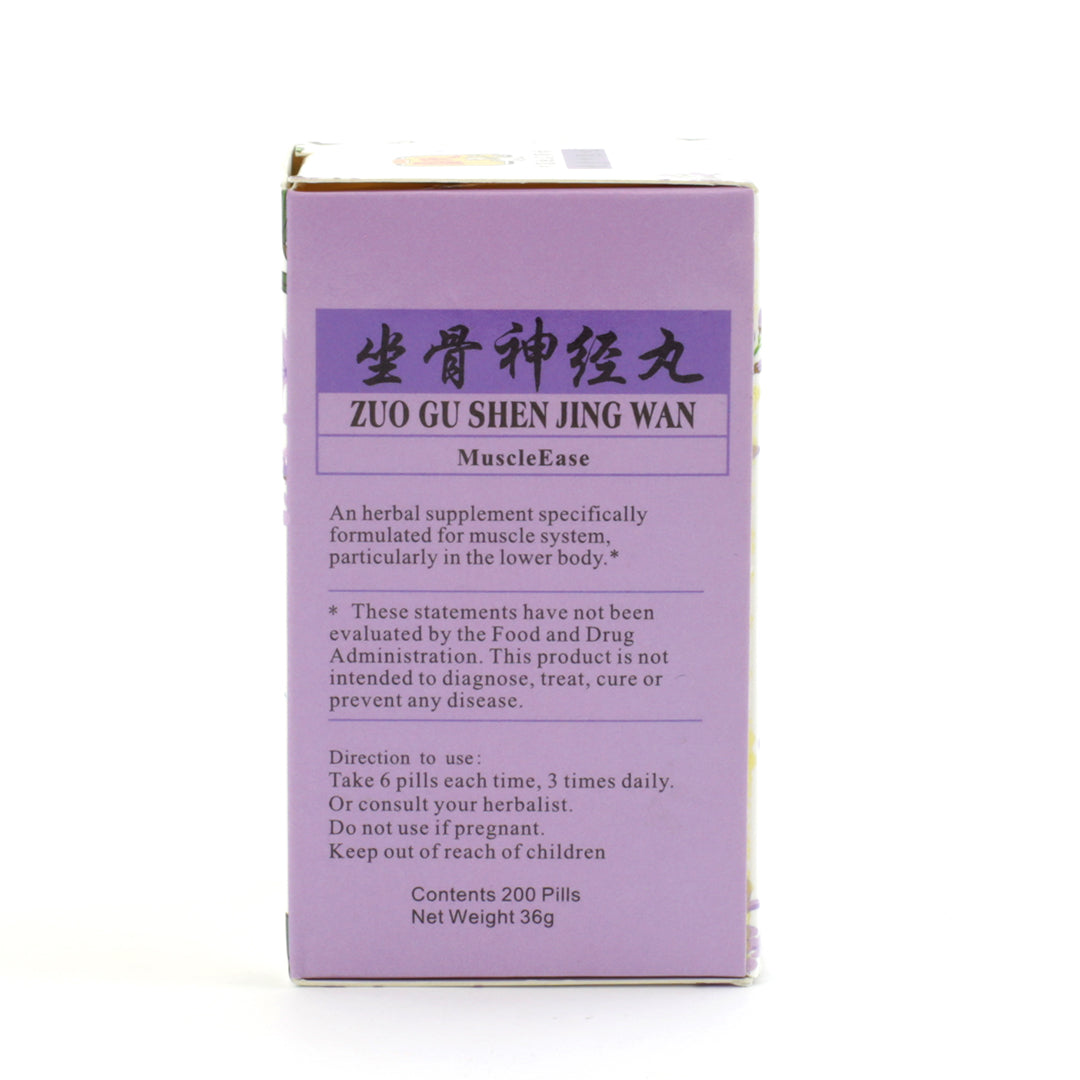 坐骨神经丸
ZUO GU SHEN JING WAN
MuscleEase
An herbal supplement specifically
formulated for muscle system,
particularly in the lower body.*
* These statements have not been
evaluated by the Food and Drug
Administration. This product is not
intended to diagnose, treat, cure or
prevent any disease.
Direction to use:
Take 6 pills each time, 3 times daily.
Or consult your herbalist.
Do not use if pregnant.
Keep out of reach of children
Contents 200 Pills
Net Weight 36g